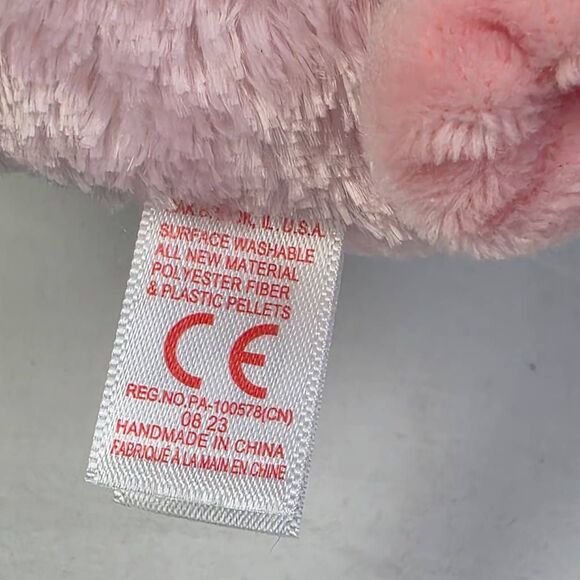 IL, U.S.A.
SURFACE WASHABLE
ALL NEW MATERIAL
POLYESTER FIBER
& PLASTIC PELLETS
CE
REG.NO.PA-100578(CN)
08 23
HANDMADE IN CHINA
FABRIQUÉ À LA MAIN EN CHINE